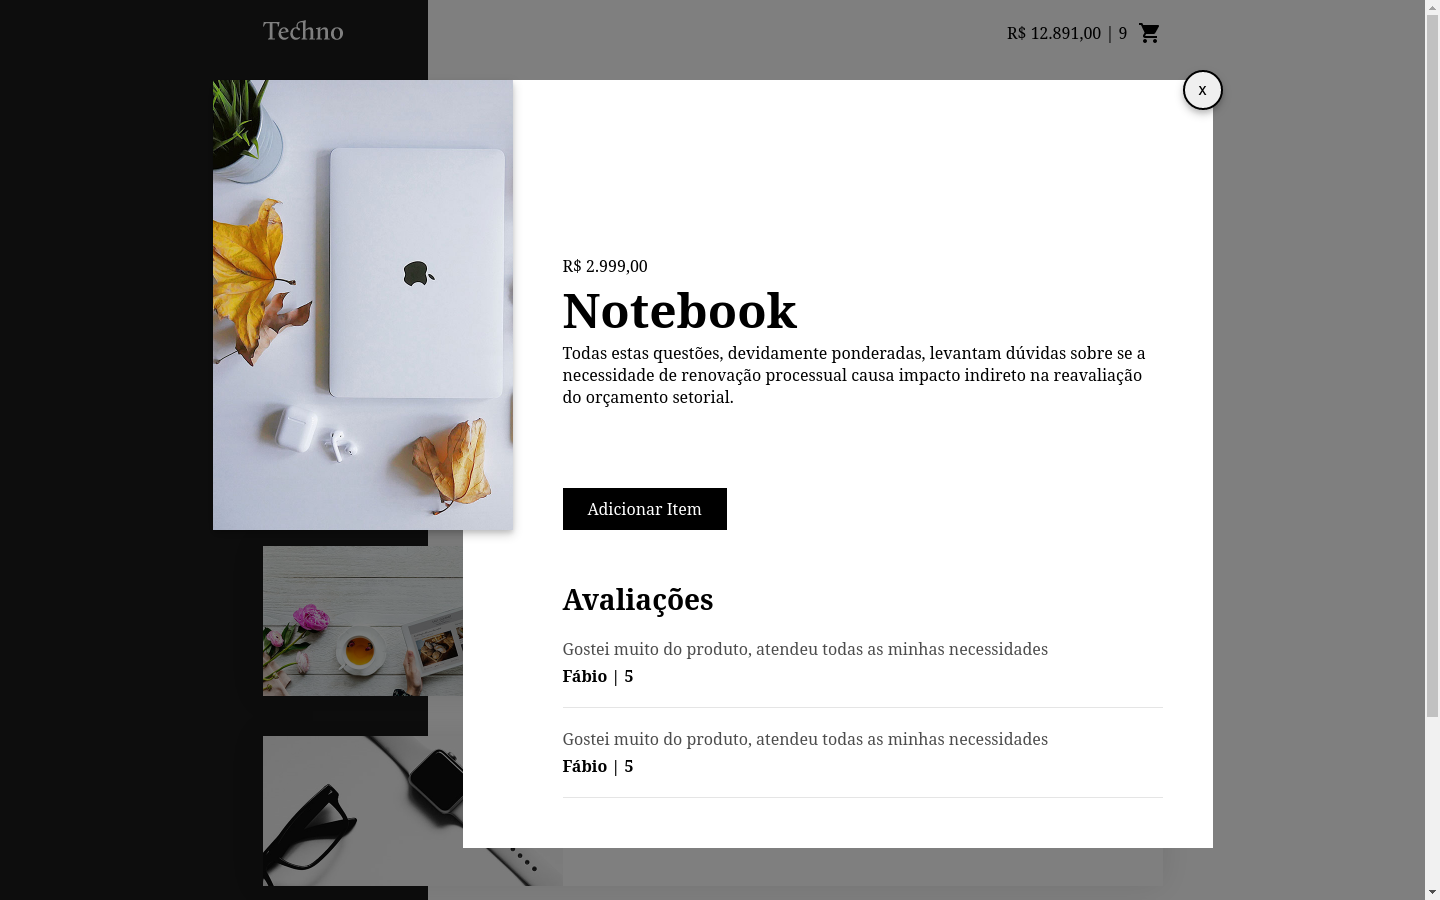 Techno
R$ 12.891,00 | 9
X
R$ 2.999,00
Notebook
Todas estas questões, devidamente ponderadas, levantam dúvidas sobre se a
necessidade de renovação processual causa impacto indireto na reavaliação
do orçamento setorial.
Adicionar Item
Avaliações
Gostei muito do produto, atendeu todas as minhas necessidades
Fábio | 5
Gostei muito do produto, atendeu todas as minhas necessidades
Fábio | 5